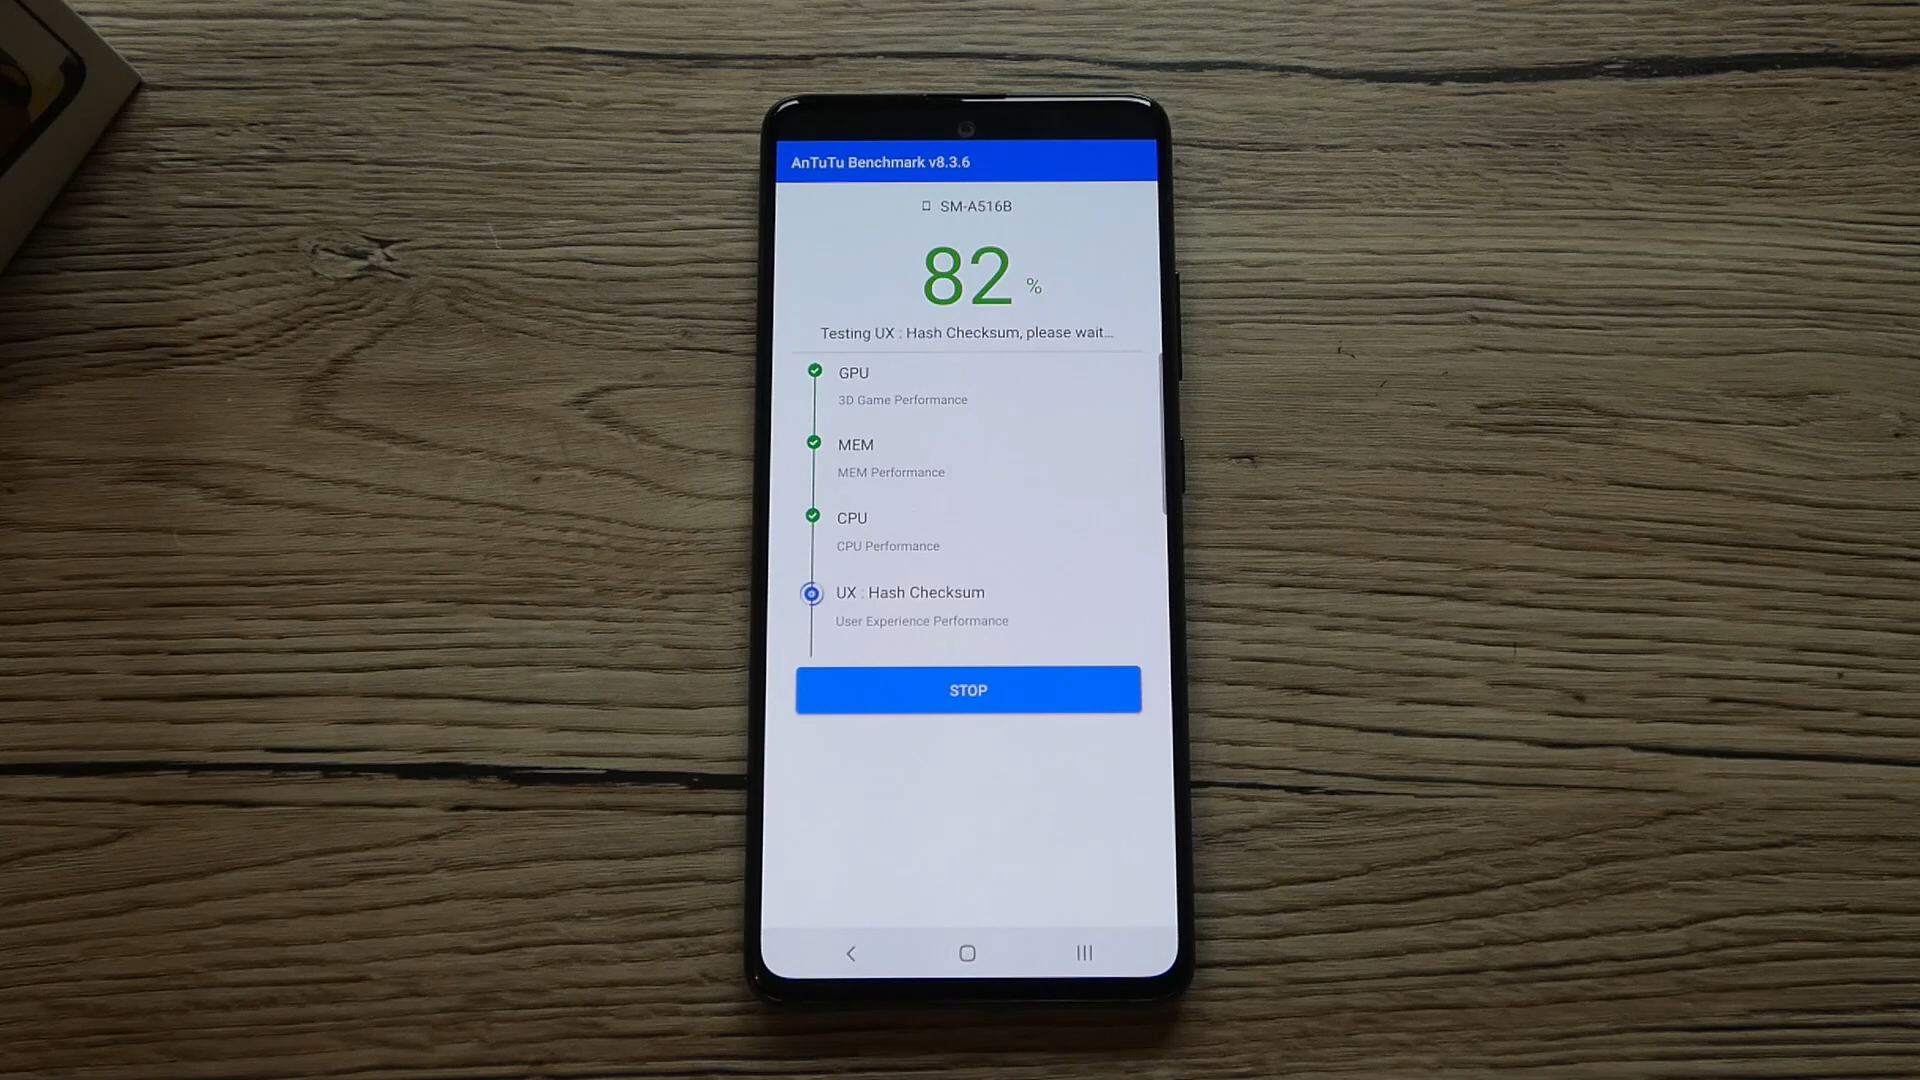 AnTuTu Benchmark v8.3.6
SM-A516B
82 %
Testing UX : Hash Checksum, please wait...
GPU
3D Game Performance
MEM
MEM Performance
CPU
CPU Performance
UX : Hash Checksum
User Experience Performance
STOP